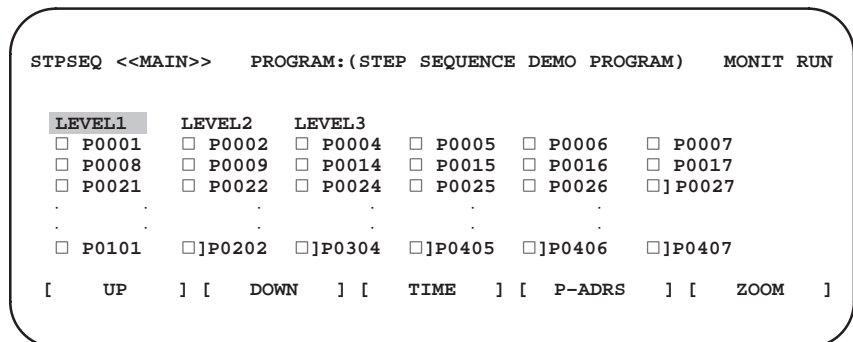 STPSEQ <<MAIN>> PROGRAM:(STEP SEQUENCE DEMO PROGRAM) MONIT RUN
LEVEL1 LEVEL2 LEVEL3
□ P0001 □ P0002 □ P0004 □ P0005 □ P0006 □ P0007
□ P0008 □ P0009 □ P0014 □ P0015 □ P0016 □ P0017
□ P0021 □ P0022 □ P0024 □ P0025 □ P0026 □]P0027
. . . . . .
. . . . . .
□ P0101 □]P0202 □]P0304 □]P0405 □]P0406 □]P0407
[ UP ] [ DOWN ] [ TIME ] [ P−ADRS ] [ ZOOM ]